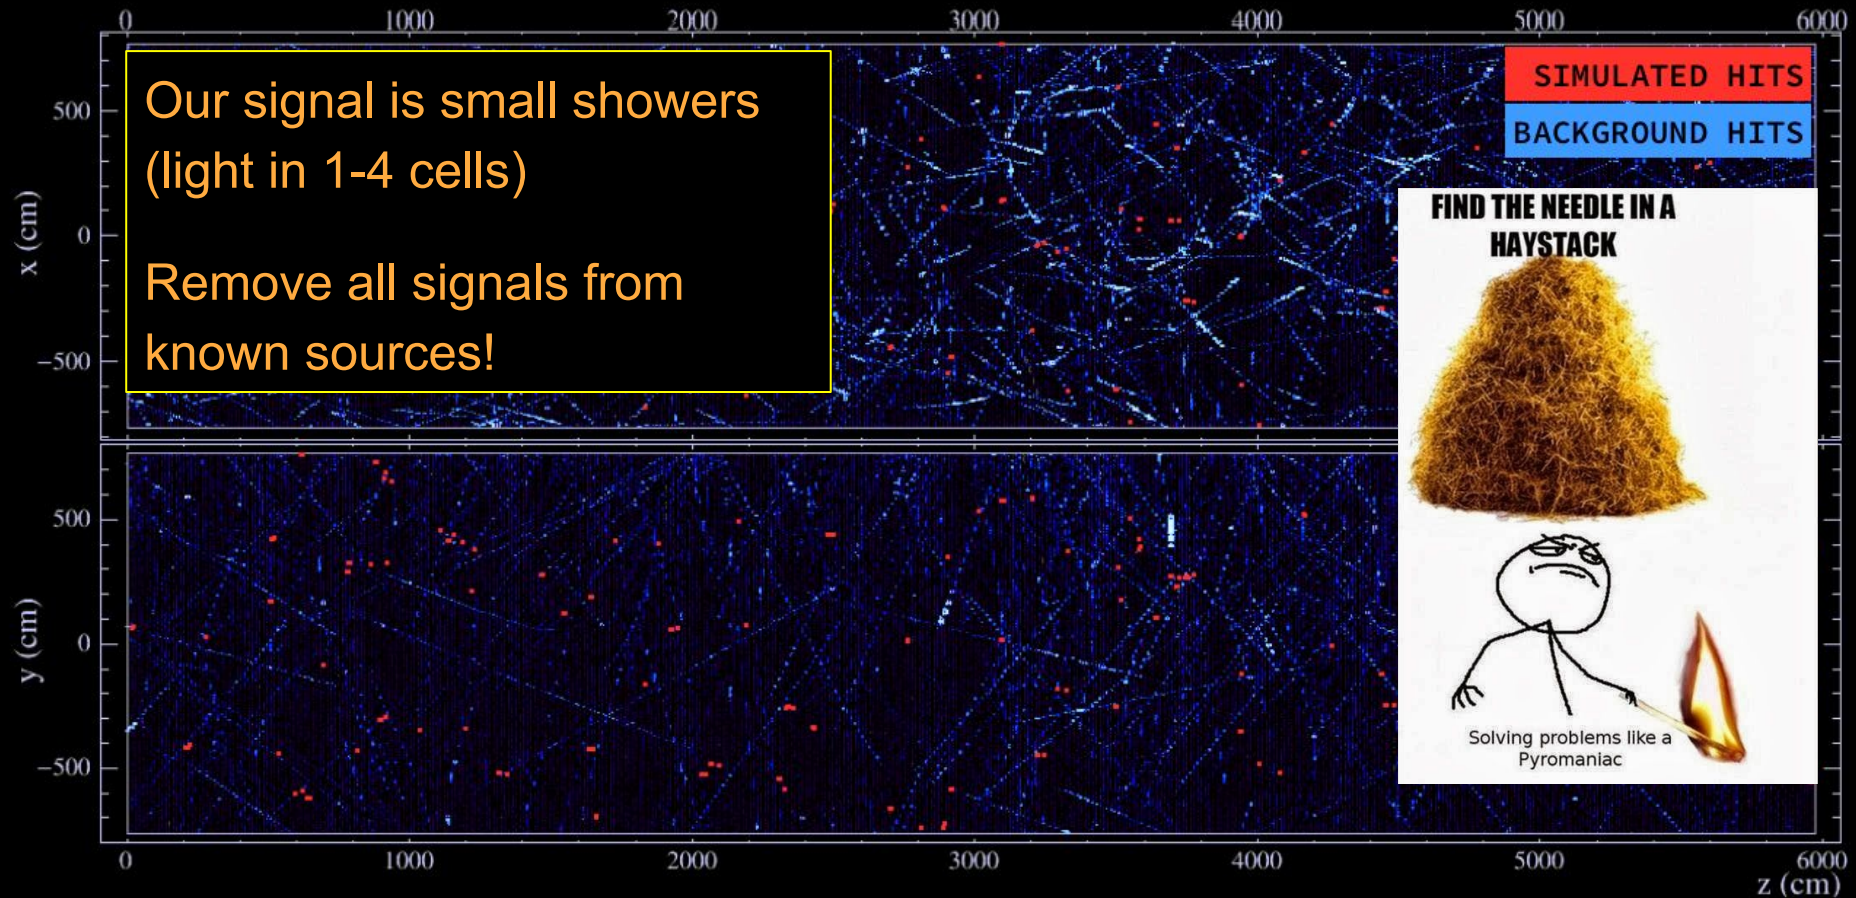 0 1000 2000 3000 4000 5000 6000
Our signal is small showers
(light in 1-4 cells)
Remove all signals from
known sources!
SIMULATED HITS
BACKGROUND HITS
500
0
−500
x (cm)
FIND THE NEEDLE IN A
HAYSTACK
Solving problems like a
Pyromaniac
500
0
−500
y (cm)
0 1000 2000 3000 4000 5000 6000
z (cm)